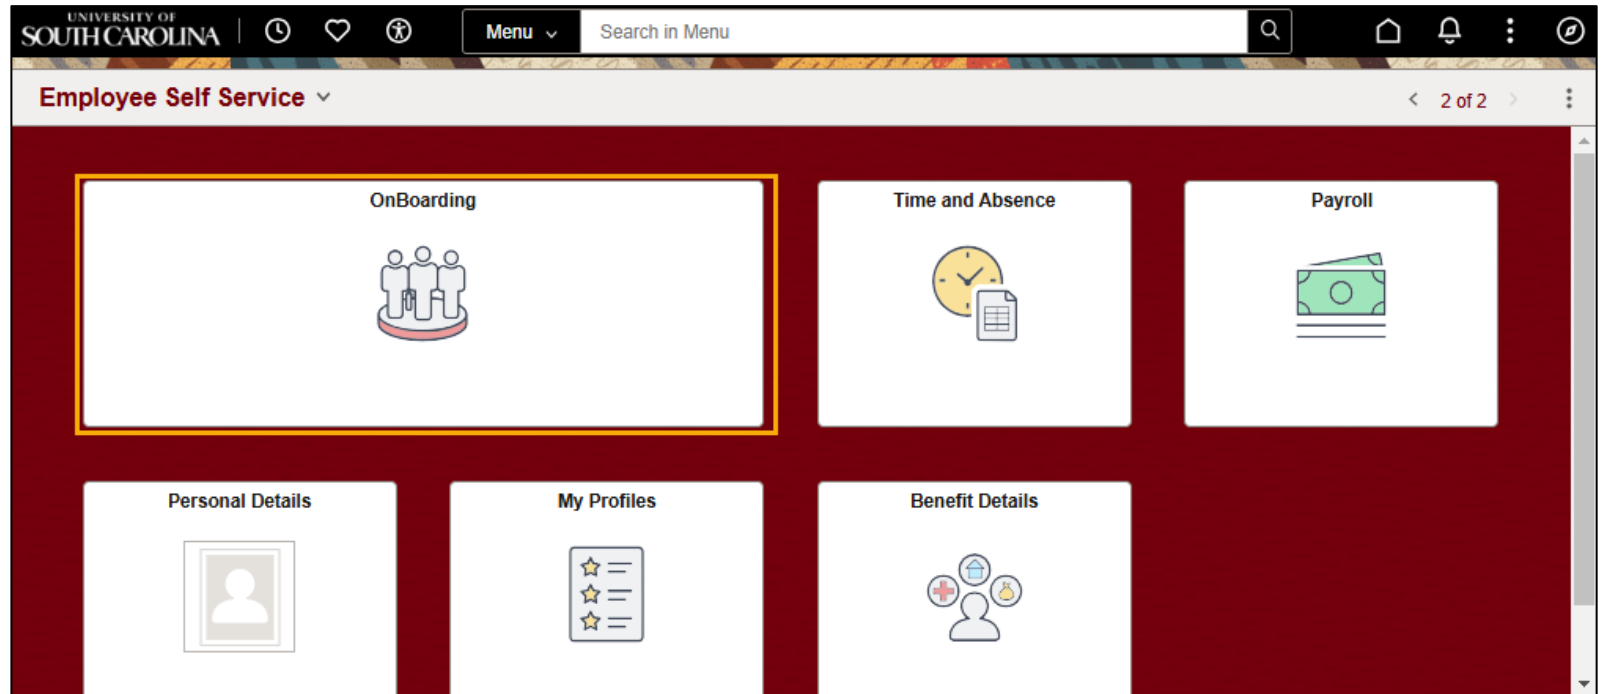 UNIVERSITY OF
SOUTH CAROLINA
Menu
Search in Menu
Employee Self Service
2 of 2
OnBoarding
Time and Absence
Payroll
Personal Details
My Profiles
Benefit Details